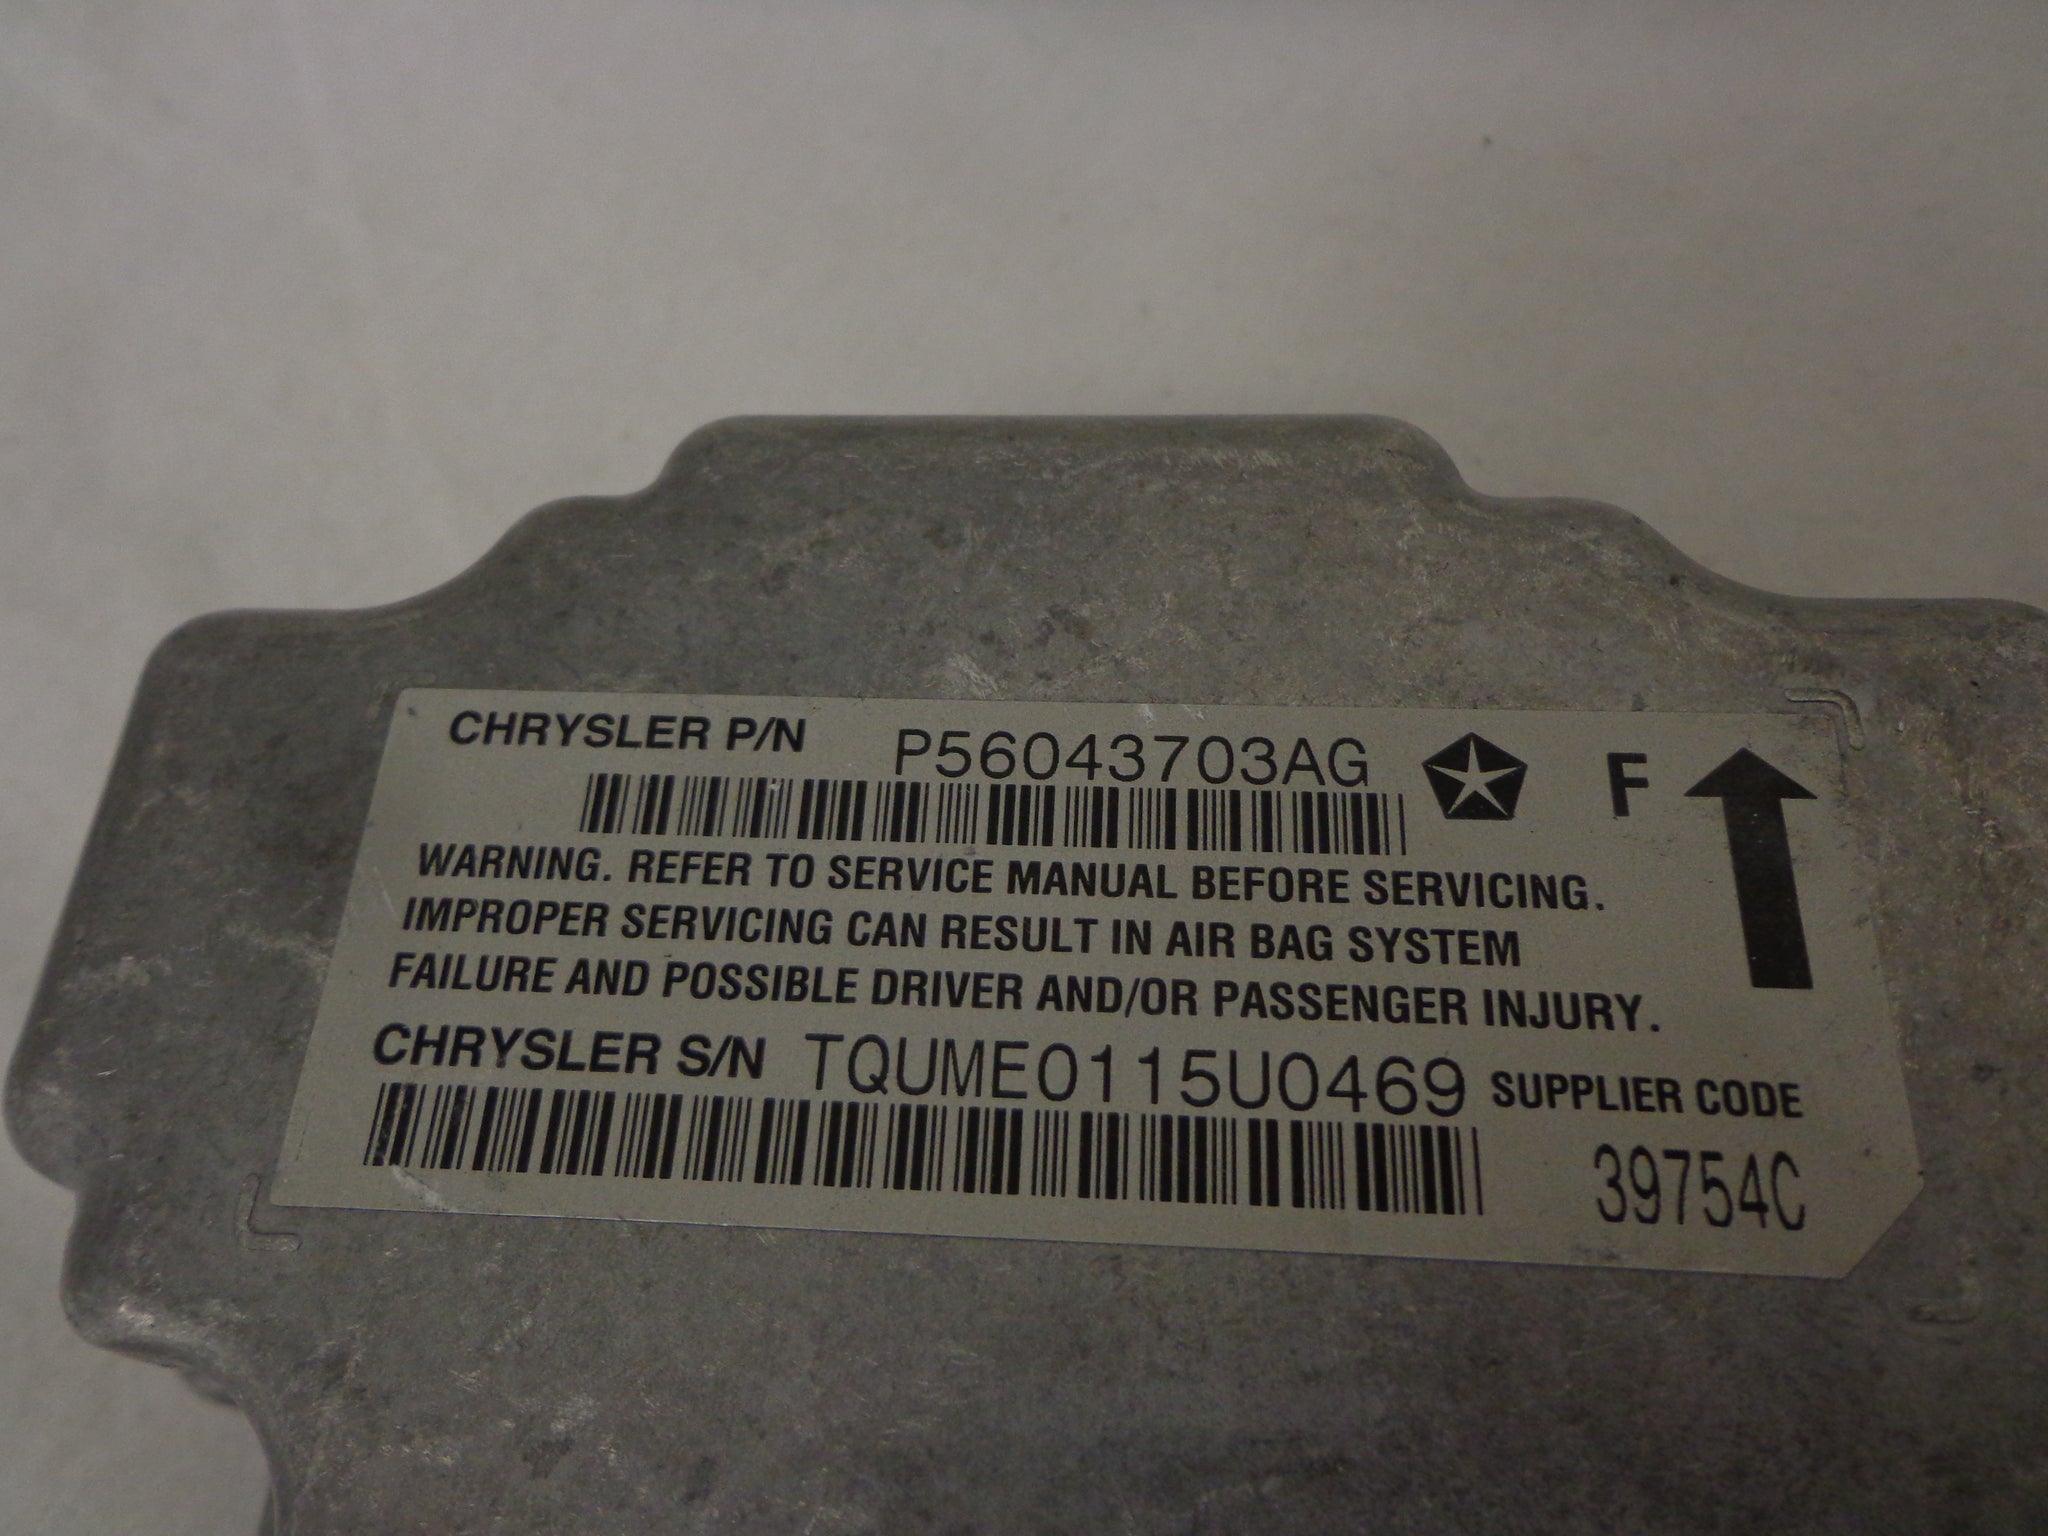 CHRYSLER P/N P56043703AG F
WARNING. REFER TO SERVICE MANUAL BEFORE SERVICING.
IMPROPER SERVICING CAN RESULT IN AIR BAG SYSTEM
FAILURE AND POSSIBLE DRIVER AND/OR PASSENGER INJURY.
CHRYSLER S/N TQUME0115U0469 SUPPLIER CODE
39754C